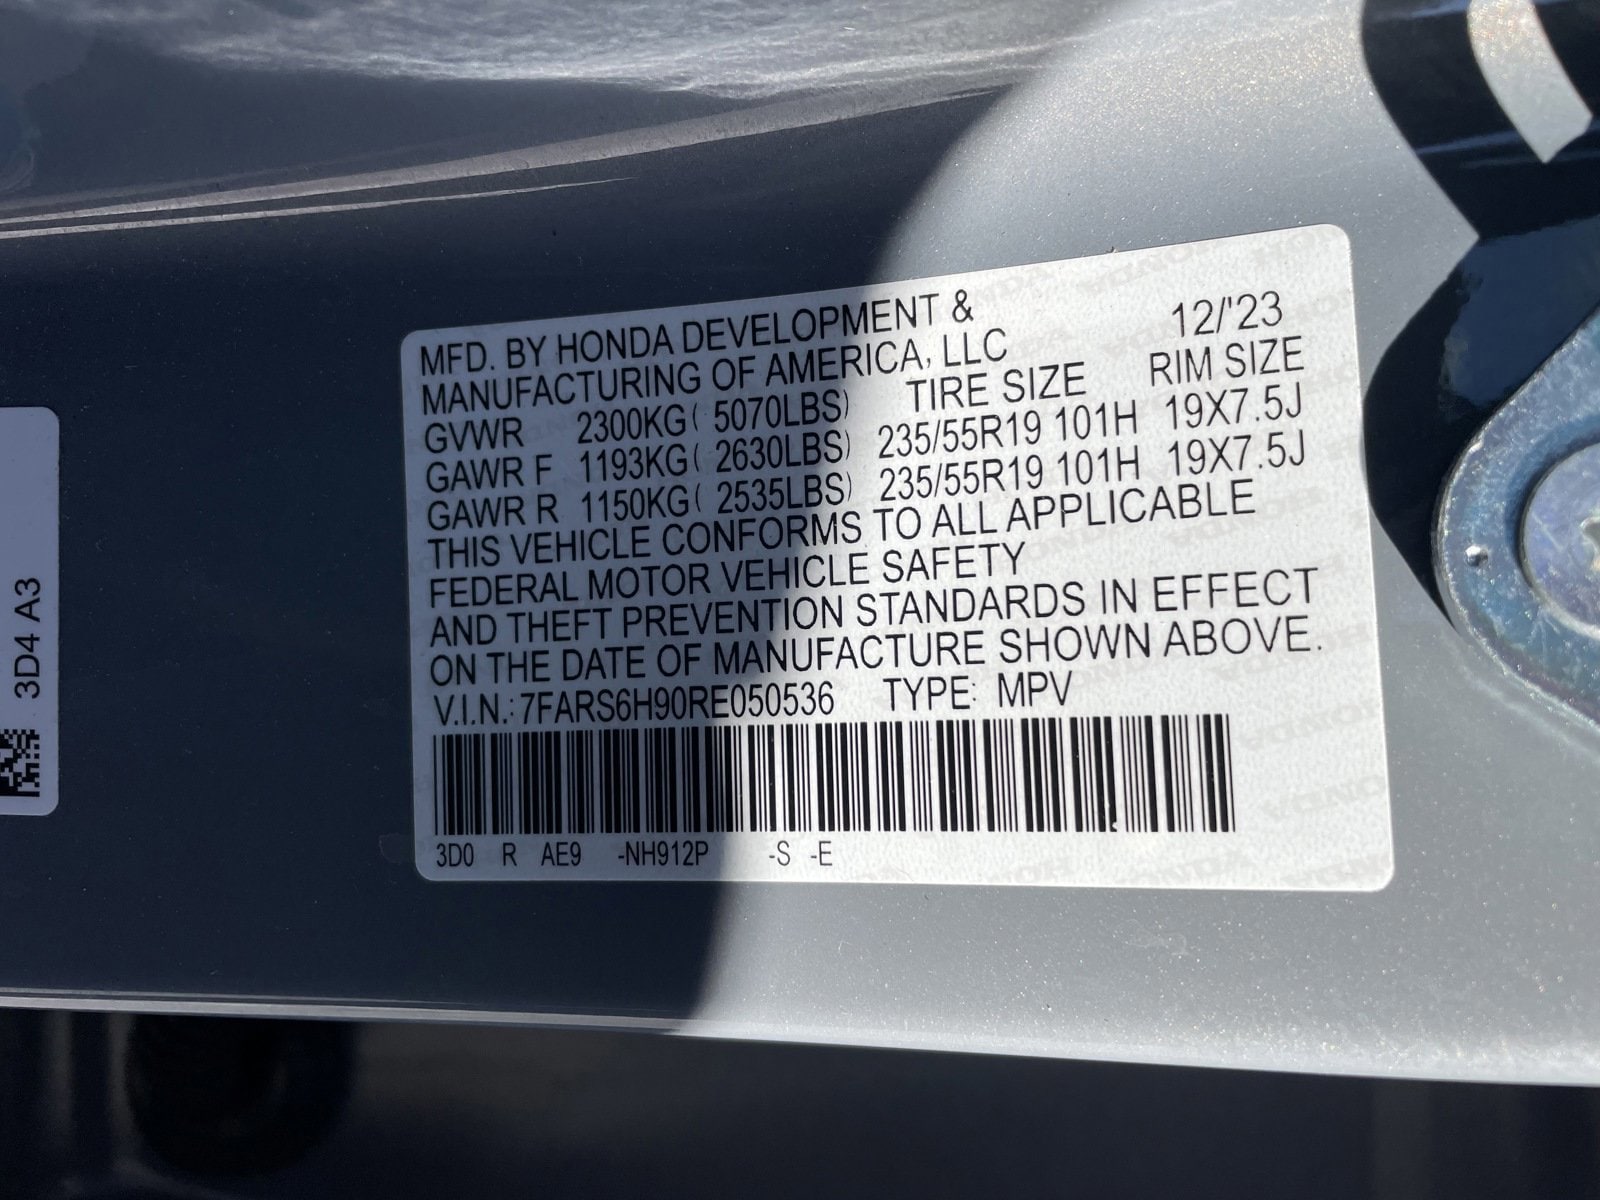 MFD. BY HONDA DEVELOPMENT & 12/'23
MANUFACTURING OF AMERICA, LLC
TIRE SIZE RIM SIZE
GVWR 2300KG( 5070LBS)
GAWR F 1193KG( 2630LBS) 235/55R19 101H 19X7.5J
GAWR R 1150KG( 2535LBS) 235/55R19 101H 19X7.5J
THIS VEHICLE CONFORMS TO ALL APPLICABLE
FEDERAL MOTOR VEHICLE SAFETY
AND THEFT PREVENTION STANDARDS IN EFFECT
ON THE DATE OF MANUFACTURE SHOWN ABOVE.
V.I.N.: 7FARS6H90RE050536 TYPE: MPV
3D0 R AE9 -NH912P -S -E
3D4 A3